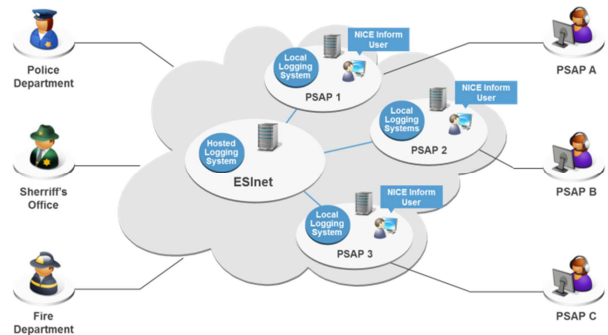 Police
Department
Sherriff's
Office
Fire
Department
NICE Inform
User
Local
Logging
System
PSAP 1
NICE Inform
User
Local
Logging
Systems
PSAP 2
Hosted
Logging
System
ESInet
NICE Inform
User
Local
Logging
System
PSAP 3
PSAP A
PSAP B
PSAP C